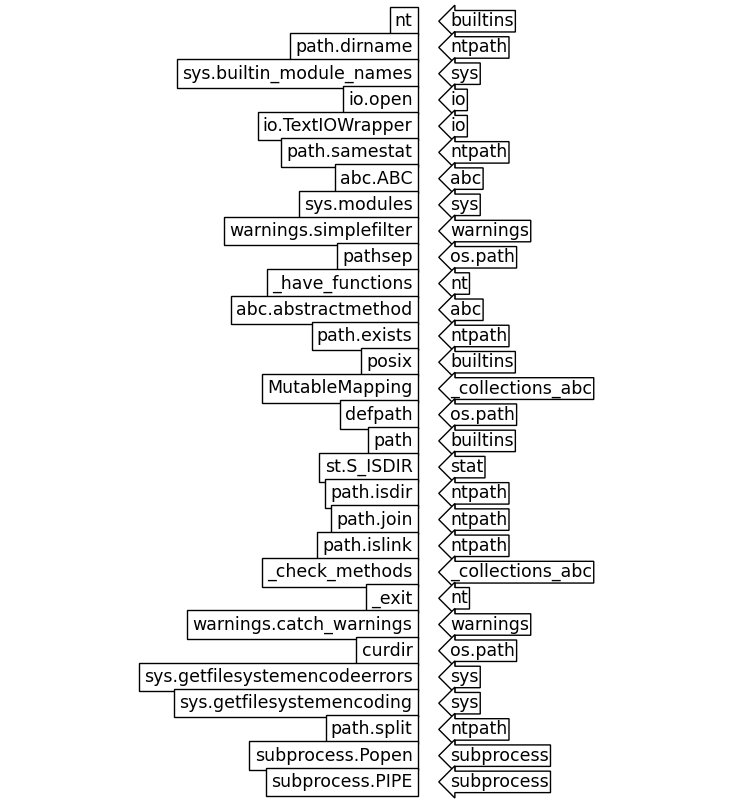 nt builtins
path.dirname ntpath
sys.builtin_module_names sys
io.open io
io.TextIOWrapper io
path.samestat ntpath
abc.ABC abc
sys.modules sys
warnings.simplefilter warnings
pathsep os.path
_have_functions nt
abc.abstractmethod abc
path.exists ntpath
posix builtins
MutableMapping _collections_abc
defpath os.path
path builtins
st.S_ISDIR stat
path.isdir ntpath
path.join ntpath
path.islink ntpath
_check_methods _collections_abc
_exit nt
warnings.catch_warnings warnings
curdir os.path
sys.getfilesystemencodeerrors sys
sys.getfilesystemencoding sys
path.split ntpath
subprocess.Popen subprocess
subprocess.PIPE subprocess